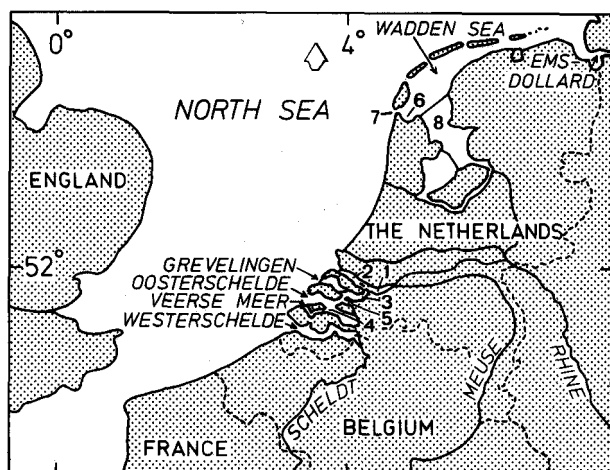 0° 4°
WADDEN SEA
EMS-
DOLLARD
NORTH SEA
6
7
8
ENGLAND
THE NETHERLANDS
52°
GREVELINGEN
2 1
OOSTERSCHELDE
VEERSE MEER
3
WESTERSCHELDE
4 5
MEUSE
RHINE
SCHELDT
BELGIUM
FRANCE